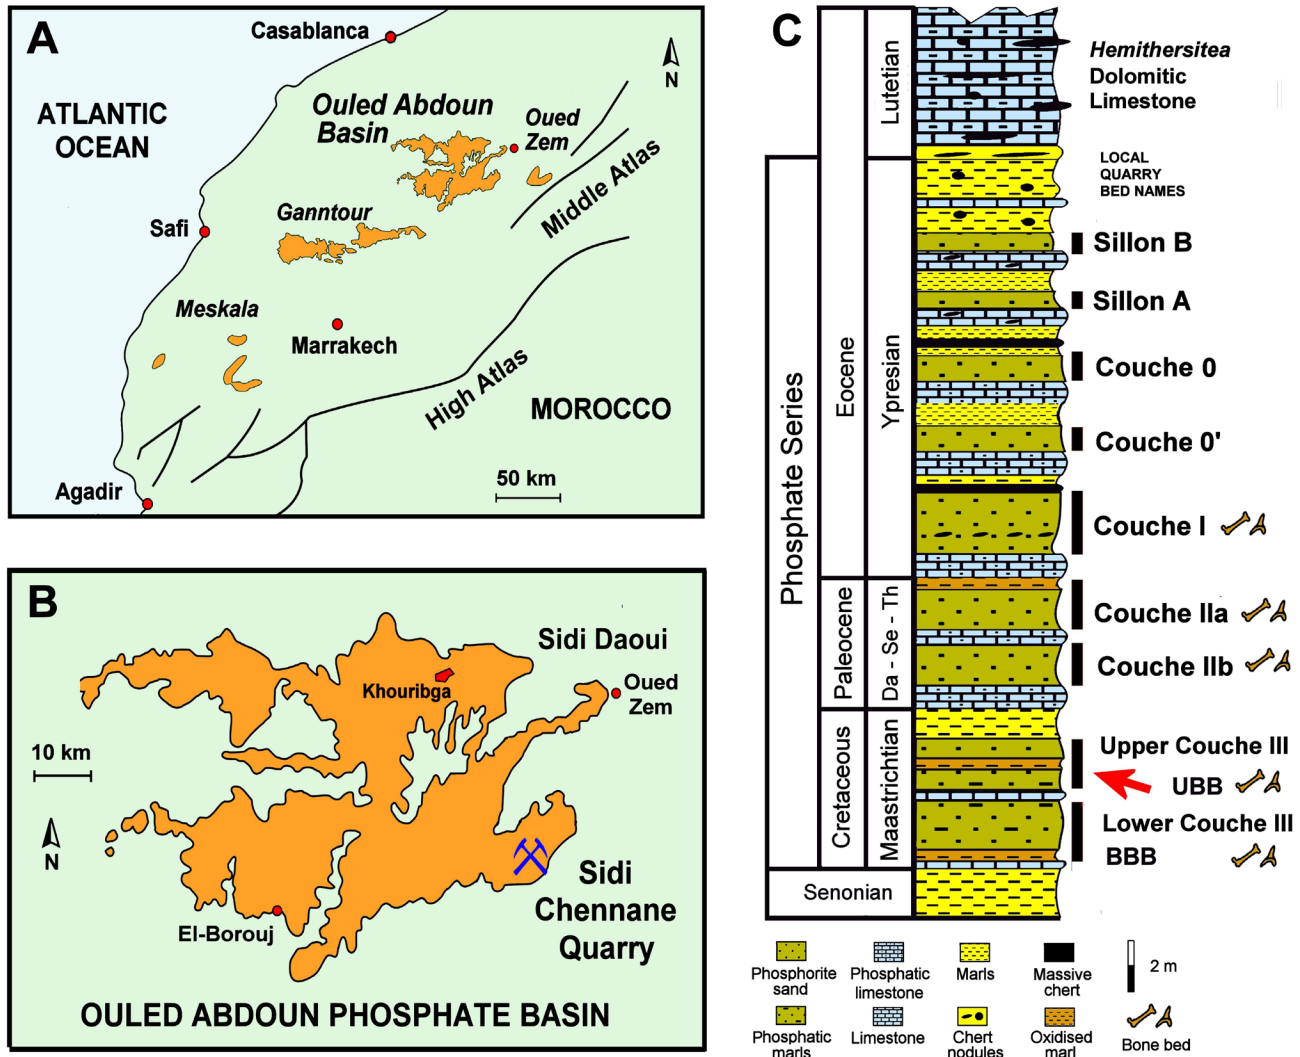 A
Casablanca
N
ATLANTIC
OCEAN
Ouled Abdoun
Basin
Oued
Zem
Middle Atlas
Ganntour
Safi
Meskala
Marrakech
High Atlas
MOROCCO
Agadir
50 km
B
Sidi Daoui
Khouribga
Oued
Zem
10 km
N
Sidi
Chennane
Quarry
El-Borouj
OULED ABDOUN PHOSPHATE BASIN
C
Lutetian
Hemithersitea
Dolomitic
Limestone
LOCAL
QUARRY
BED NAMES
Phosphate Series
Eocene
Ypresian
Sillon B
Sillon A
Couche 0
Couche 0'
Couche I
Paleocene
Da - Se - Th
Couche IIa
Couche IIb
Cretaceous
Maastrichtian
Upper Couche III
UBB
Lower Couche III
BBB
Senonian
Phosphorite
sand
Phosphatic
limestone
Marls
Massive
chert
2 m
Phosphatic
marls
Limestone
Chert
nodules
Oxidised
marl
Bone bed